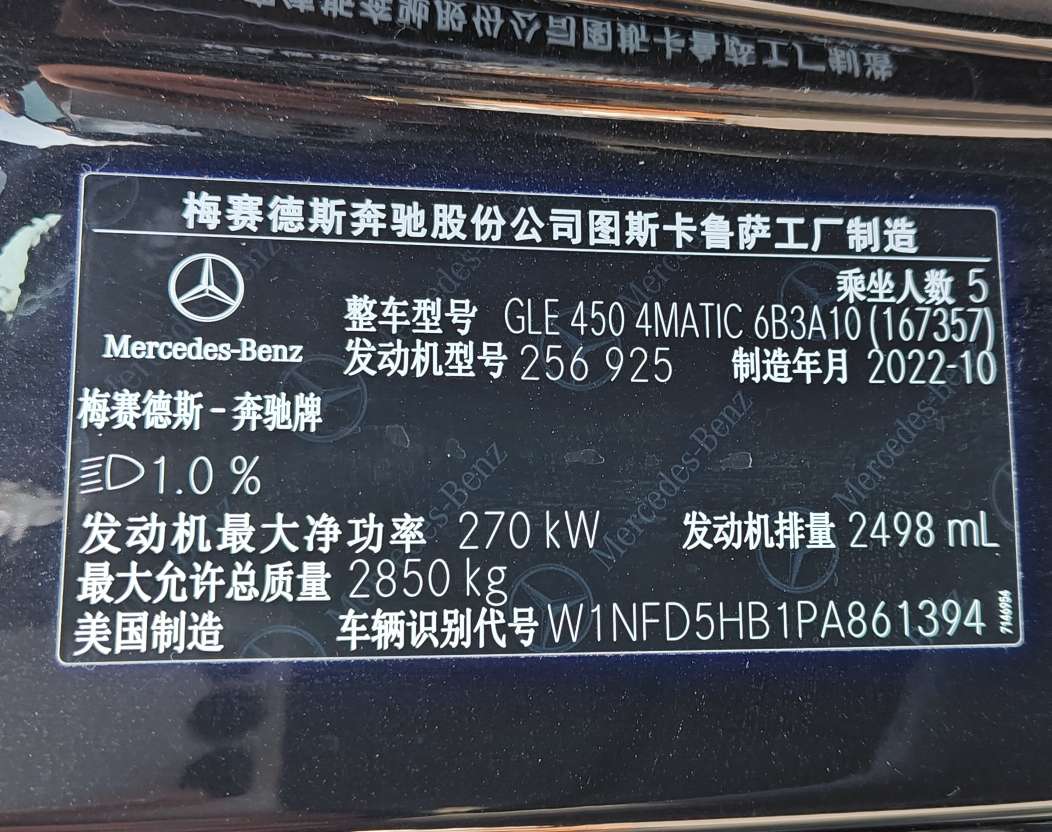 梅赛德斯奔驰股份公司图斯卡鲁萨工厂制造
乘坐人数 5
整车型号 GLE 450 4MATIC 6B3A10 (167357)
Mercedes-Benz
发动机型号 256 925 制造年月 2022-10
梅赛德斯-奔驰牌
1.0 %
发动机最大净功率 270 kW 发动机排量 2498 mL
最大允许总质量 2850 kg
美国制造 车辆识别代号 W1NFD5HB1PA861394
7146954